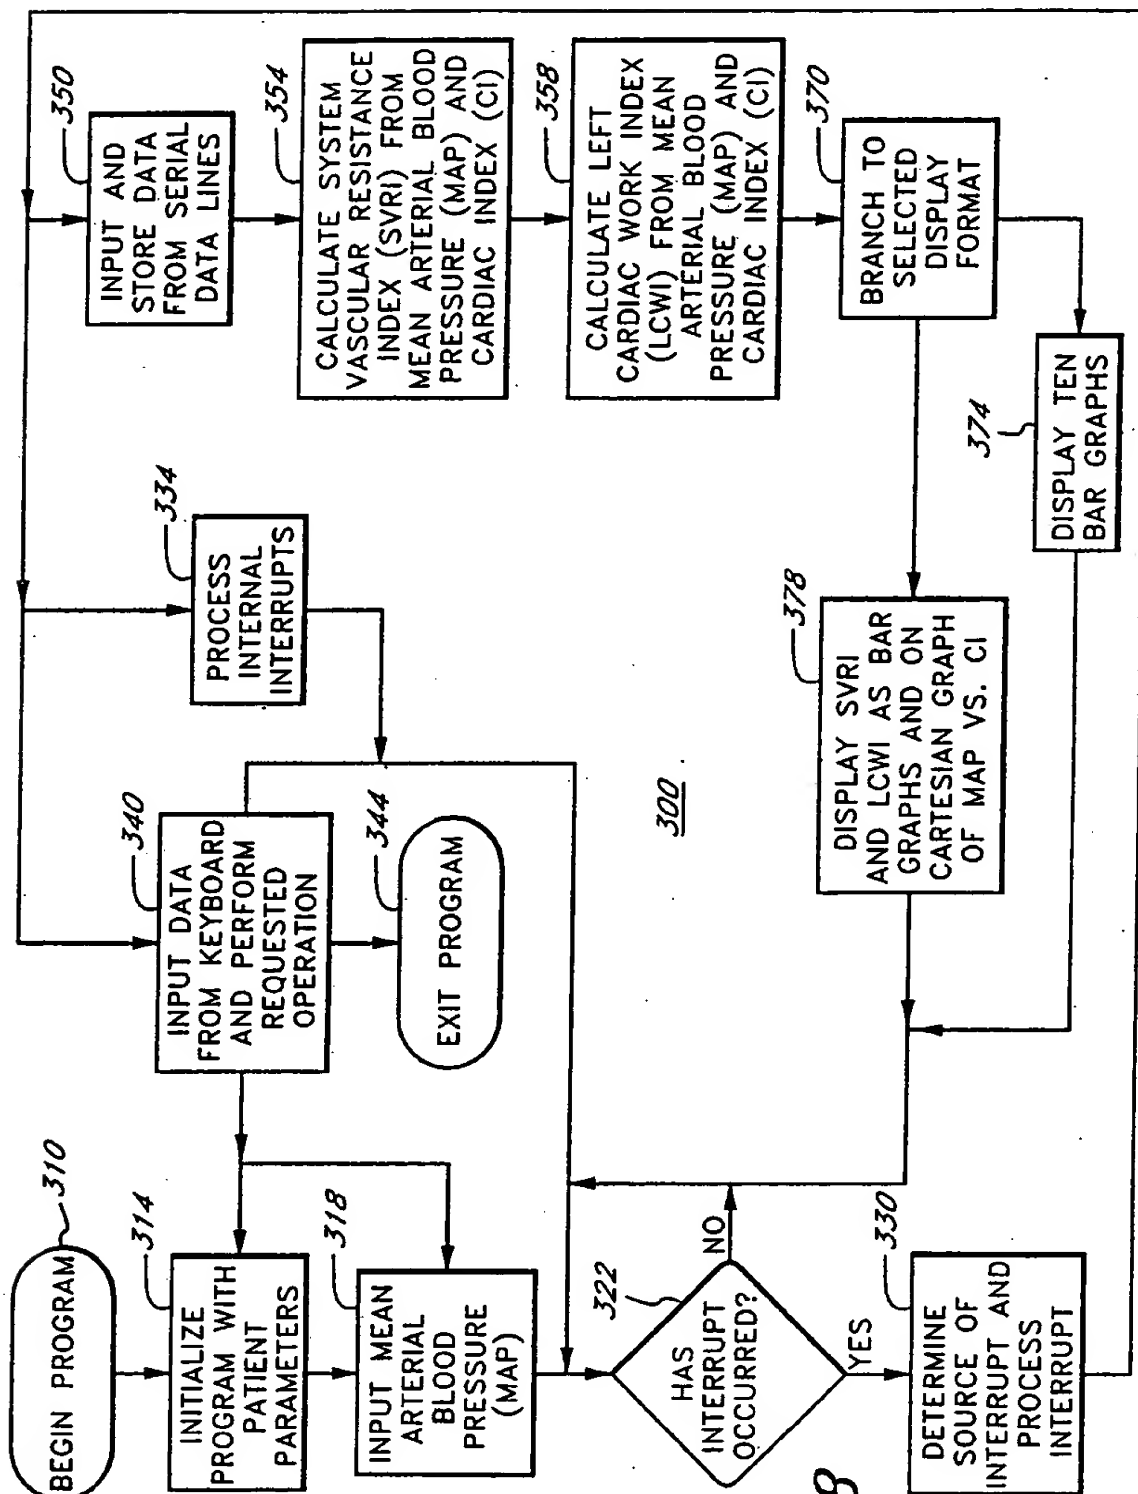 BEGIN PROGRAM
310
INITIALIZE
PROGRAM WITH
PATIENT
PARAMETERS
314
INPUT MEAN
ARTERIAL
BLOOD
PRESSURE
(MAP)
318
HAS
INTERRUPT
OCCURRED?
322
NO
YES
DETERMINE
SOURCE OF
INTERRUPT AND
PROCESS
INTERRUPT
330
INPUT DATA
FROM KEYBOARD
AND PERFORM
REQUESTED
OPERATION
340
EXIT PROGRAM
344
PROCESS
INTERNAL
INTERRUPTS
334
300
INPUT AND
STORE DATA
FROM SERIAL
DATA LINES
350
CALCULATE SYSTEM
VASCULAR RESISTANCE
INDEX (SVRI) FROM
MEAN ARTERIAL BLOOD
PRESSURE (MAP) AND
CARDIAC INDEX (CI)
354
CALCULATE LEFT
CARDIAC WORK INDEX
(LCWI) FROM MEAN
ARTERIAL BLOOD
PRESSURE (MAP) AND
CARDIAC INDEX (CI)
358
BRANCH TO
SELECTED
DISPLAY
FORMAT
370
DISPLAY SVRI
AND LCWI AS BAR
GRAPHS AND ON
CARTESIAN GRAPH
OF MAP VS. CI
378
DISPLAY TEN
BAR GRAPHS
374
8